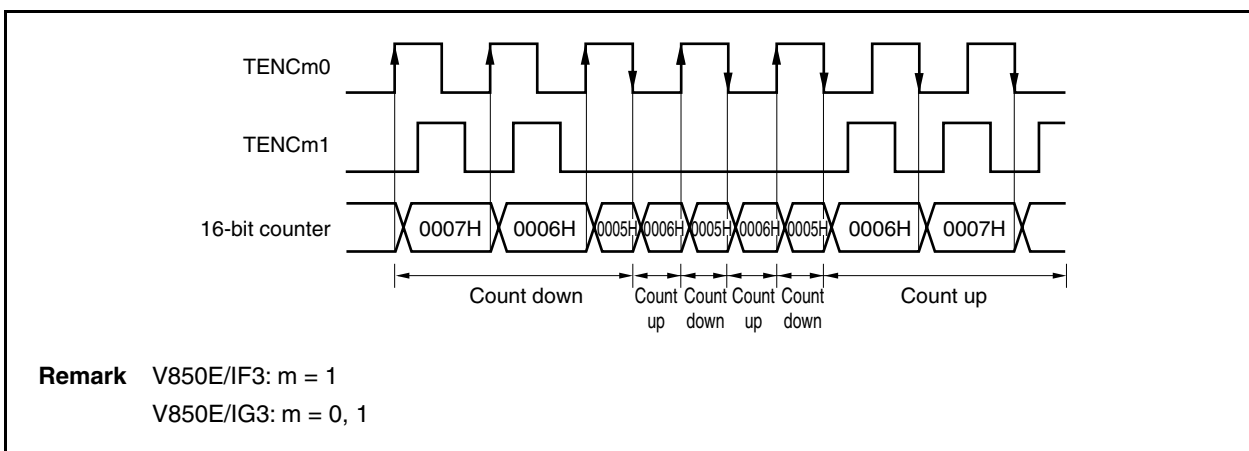 TENCm0
TENCm1
16-bit counter
0007H 0006H 0005H 0006H 0005H 0006H 0005H 0006H 0007H
Count down Count up Count down Count up Count down Count up
Remark V850E/IF3: m = 1
V850E/IG3: m = 0, 1